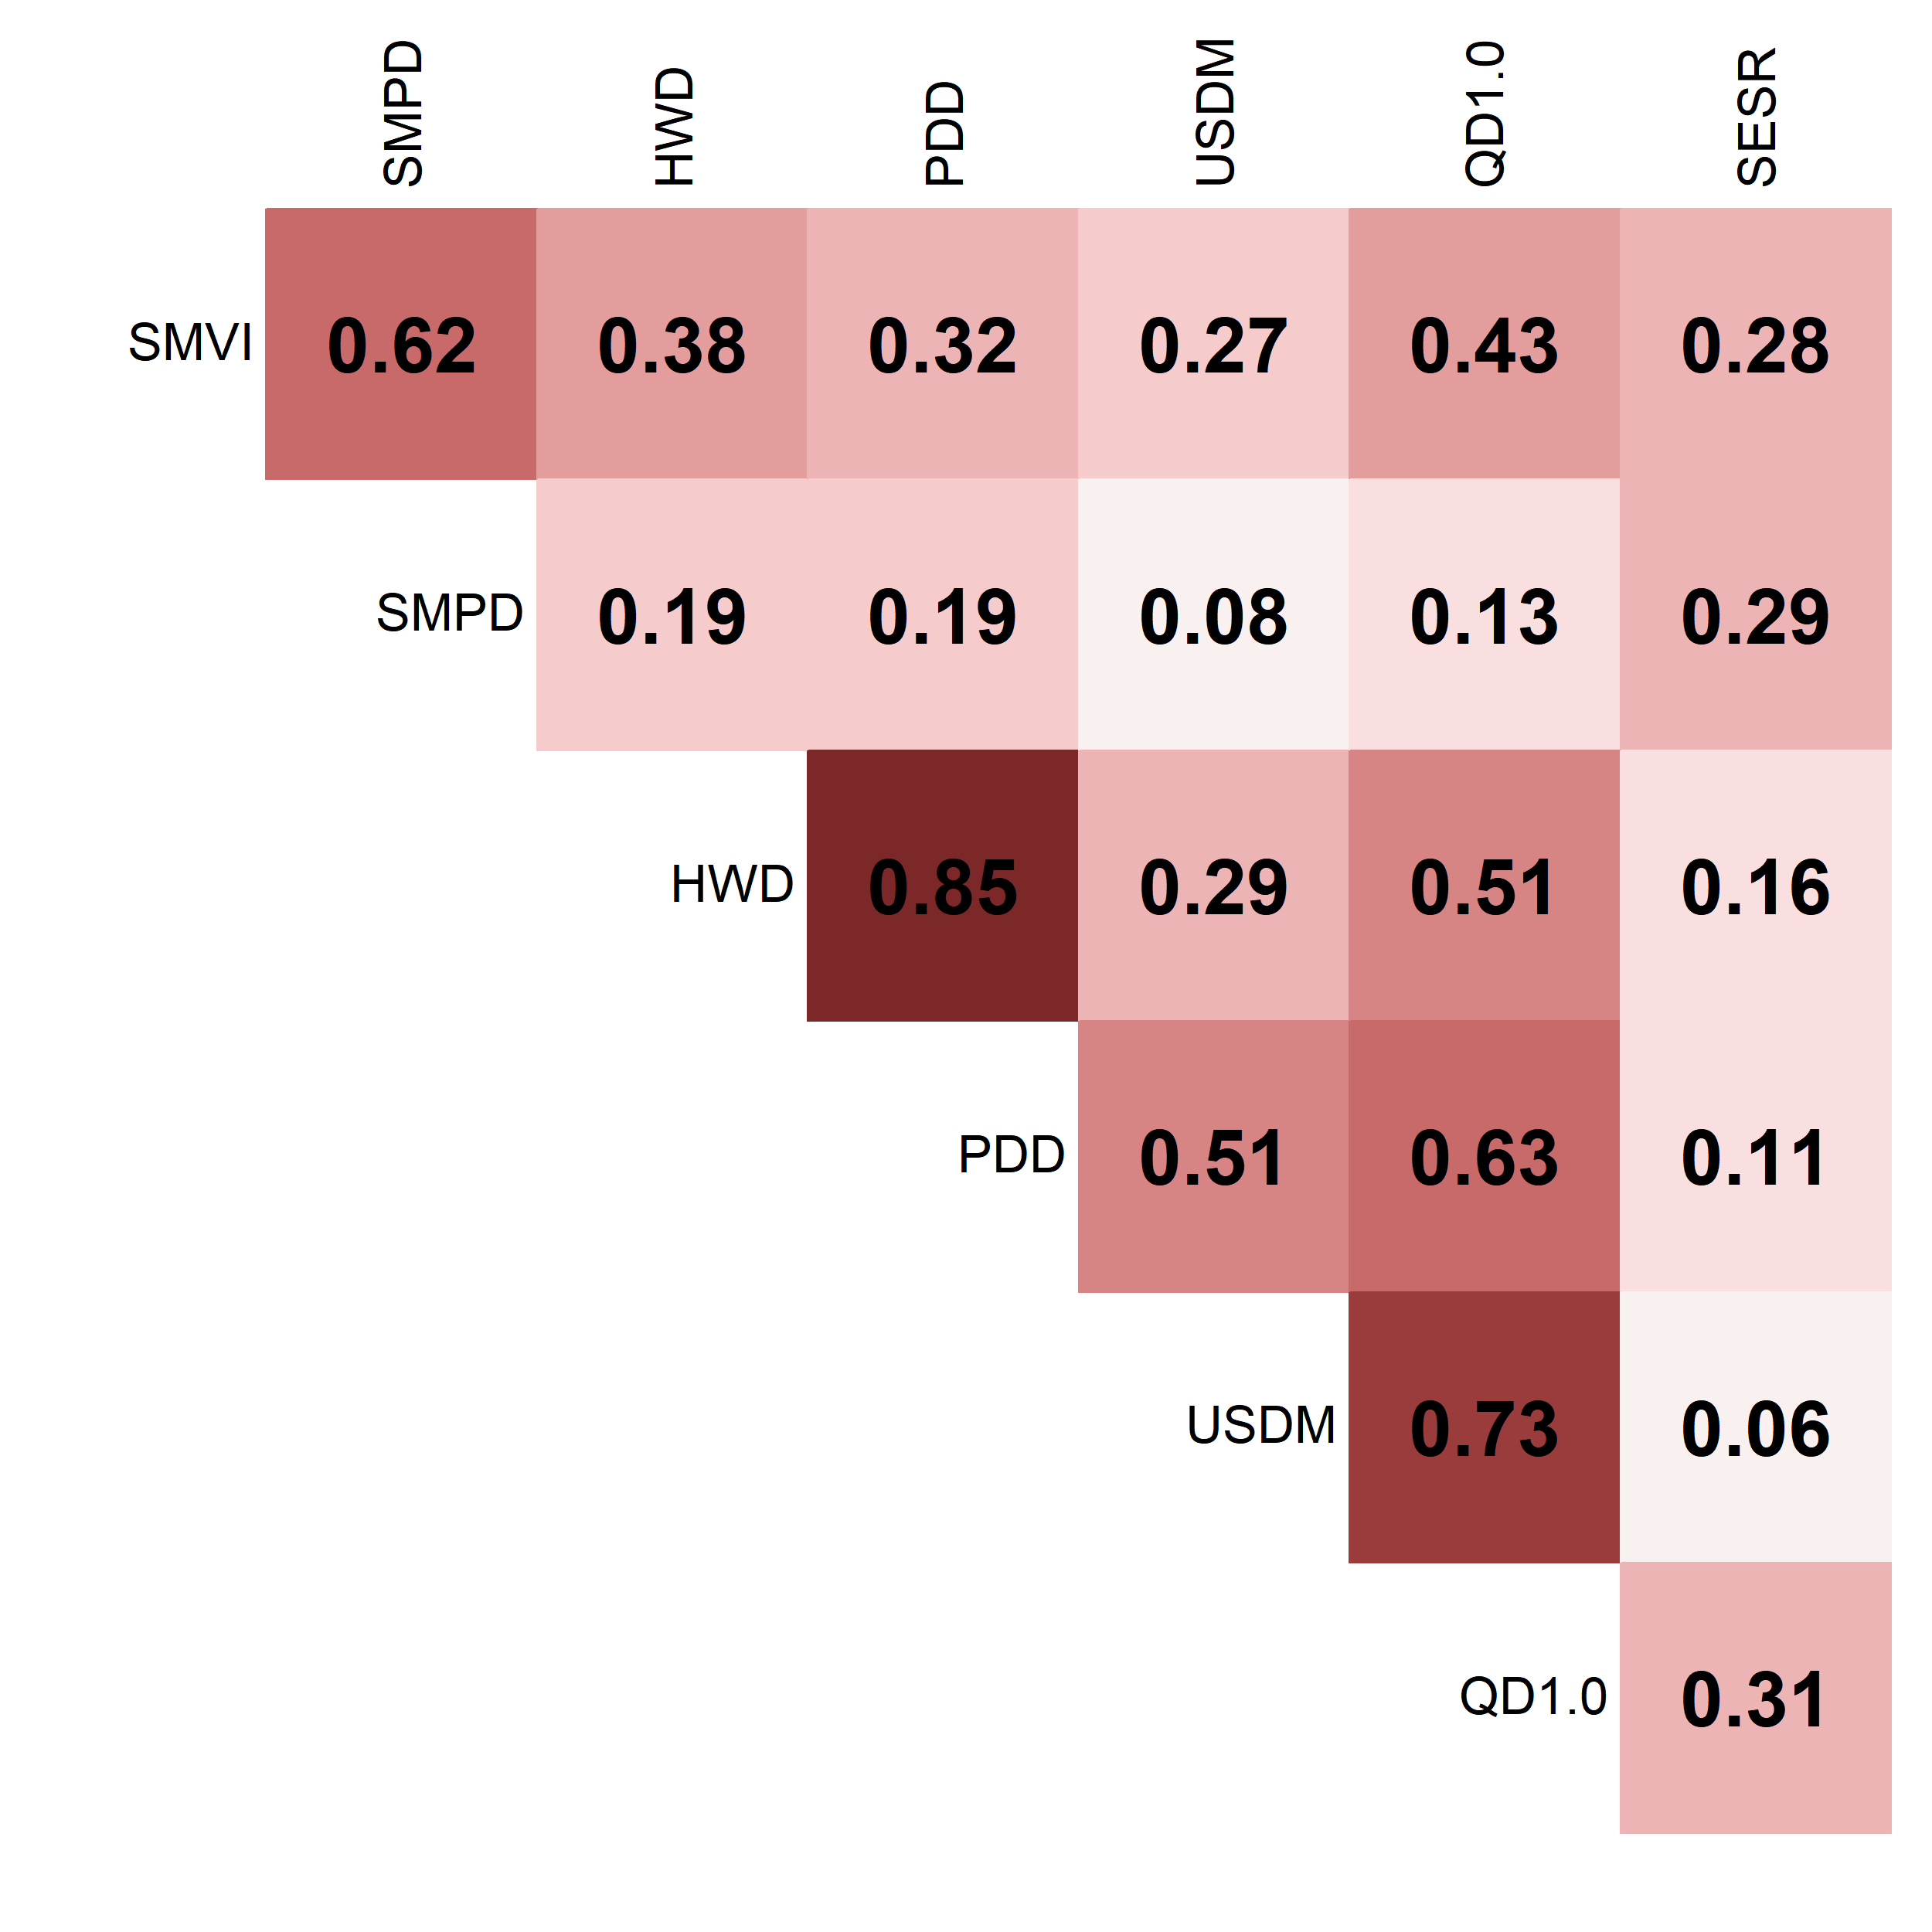 SMPD HWD PDD USDM QD1.0 SESR
SMVI 0.62 0.38 0.32 0.27 0.43 0.28
SMPD 0.19 0.19 0.08 0.13 0.29
HWD 0.85 0.29 0.51 0.16
PDD 0.51 0.63 0.11
USDM 0.73 0.06
QD1.0 0.31